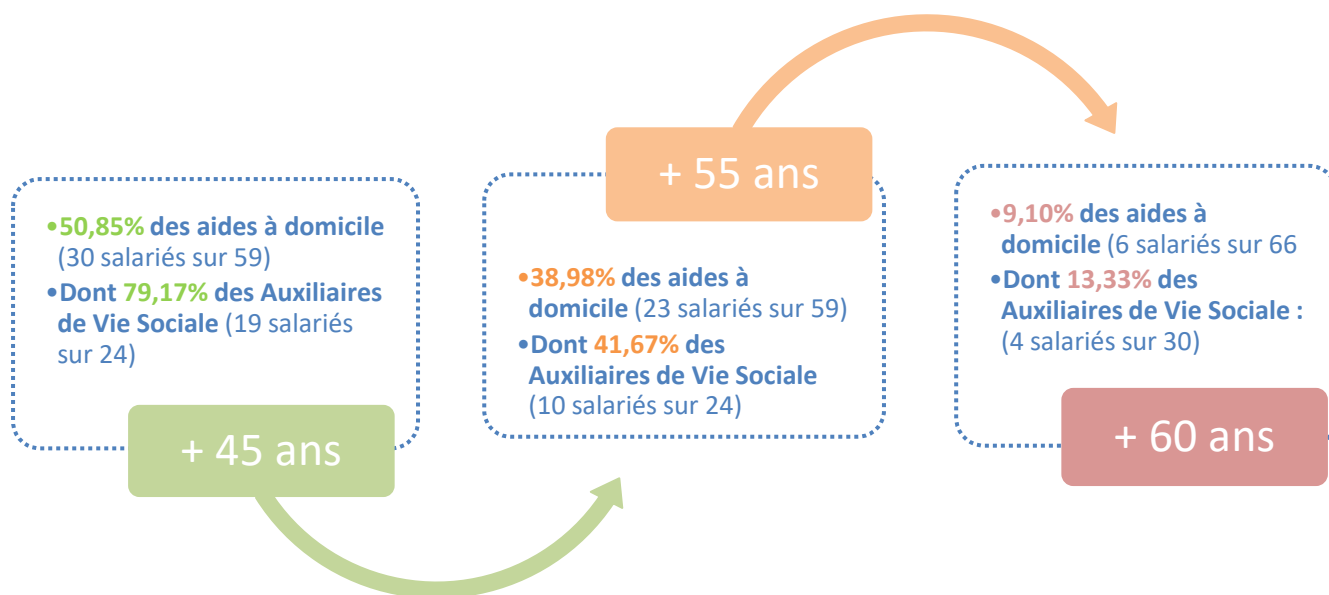 •50,85% des aides à domicile
(30 salariés sur 59)
•Dont 79,17% des Auxiliaires
de Vie Sociale (19 salariés
sur 24)
+ 45 ans
+ 55 ans
•38,98% des aides à
domicile (23 salariés sur 59)
•Dont 41,67% des
Auxiliaires de Vie Sociale
(10 salariés sur 24)
•9,10% des aides à
domicile (6 salariés sur 66
•Dont 13,33% des
Auxiliaires de Vie Sociale :
(4 salariés sur 30)
+ 60 ans